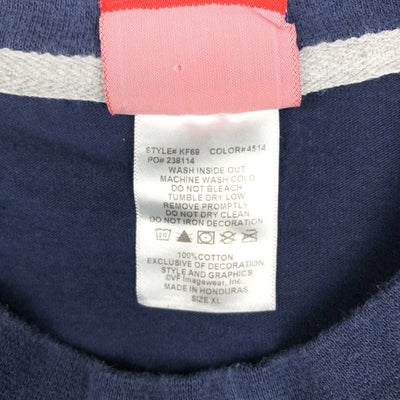 STYLE# KF69 COLOR#4514
PO# 238114
WASH INSIDE OUT
MACHINE WASH COLD
DO NOT BLEACH
TUMBLE DRY LOW
REMOVE PROMPTLY
DO NOT DRY CLEAN
DO NOT IRON DECORATION
100%COTTON
EXCLUSIVE OF DECORATION
STYLE AND GRAPHICS
©VF Imagewear, Inc.
MADE IN HONDURAS
SIZE XL